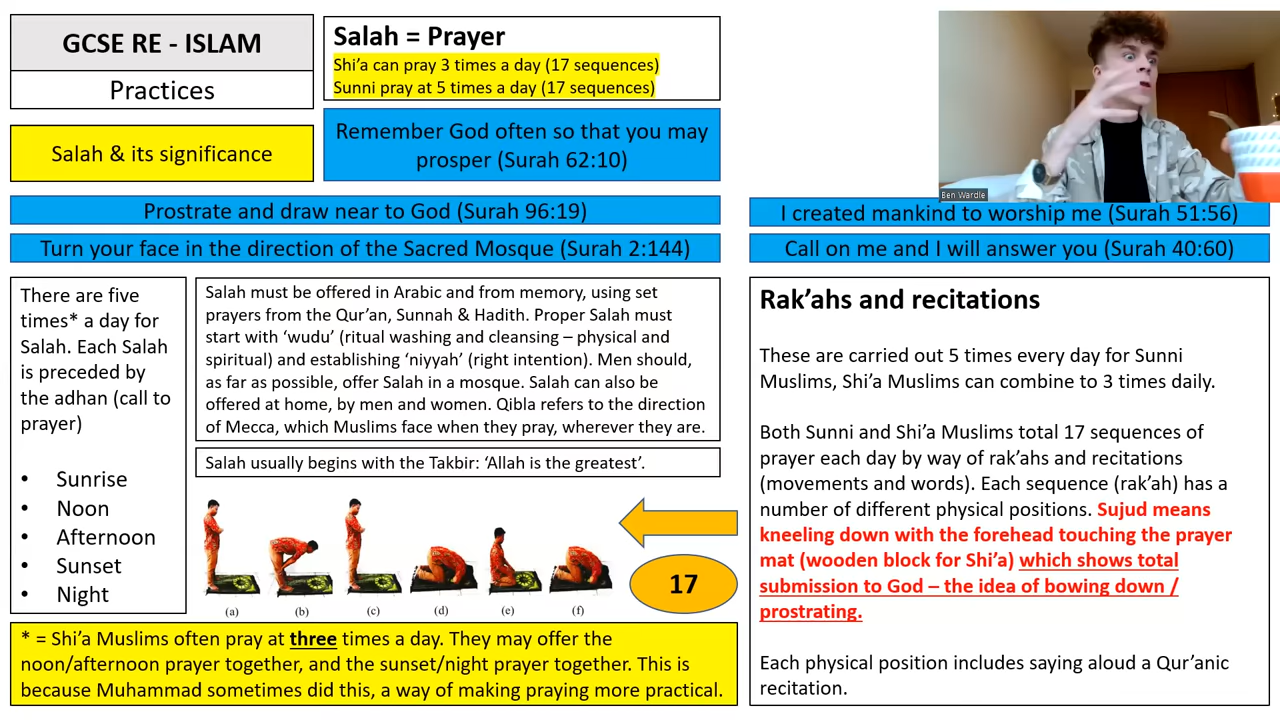 GCSE RE - ISLAM
Practices
Salah & its significance
Salah = Prayer
Shi’a can pray 3 times a day (17 sequences)
Sunni pray at 5 times a day (17 sequences)
Remember God often so that you may
prosper (Surah 62:10)
Ben Wardle
Prostrate and draw near to God (Surah 96:19)
I created mankind to worship me (Surah 51:56)
Turn your face in the direction of the Sacred Mosque (Surah 2:144)
Call on me and I will answer you (Surah 40:60)
There are five
times* a day for
Salah. Each Salah
is preceded by
the adhan (call to
prayer)
• Sunrise
• Noon
• Afternoon
• Sunset
• Night
Salah must be offered in Arabic and from memory, using set
prayers from the Qur’an, Sunnah & Hadith. Proper Salah must
start with ‘wudu’ (ritual washing and cleansing – physical and
spiritual) and establishing ‘niyyah’ (right intention). Men should,
as far as possible, offer Salah in a mosque. Salah can also be
offered at home, by men and women. Qibla refers to the direction
of Mecca, which Muslims face when they pray, wherever they are.
Salah usually begins with the Takbir: ‘Allah is the greatest’.
(a) (b) (c) (d) (e) (f)
17
* = Shi’a Muslims often pray at three times a day. They may offer the
noon/afternoon prayer together, and the sunset/night prayer together. This is
because Muhammad sometimes did this, a way of making praying more practical.
Rak’ahs and recitations
These are carried out 5 times every day for Sunni
Muslims, Shi’a Muslims can combine to 3 times daily.
Both Sunni and Shi’a Muslims total 17 sequences of
prayer each day by way of rak’ahs and recitations
(movements and words). Each sequence (rak’ah) has a
number of different physical positions. Sujud means
kneeling down with the forehead touching the prayer
mat (wooden block for Shi’a) which shows total
submission to God – the idea of bowing down /
prostrating.
Each physical position includes saying aloud a Qur’anic
recitation.